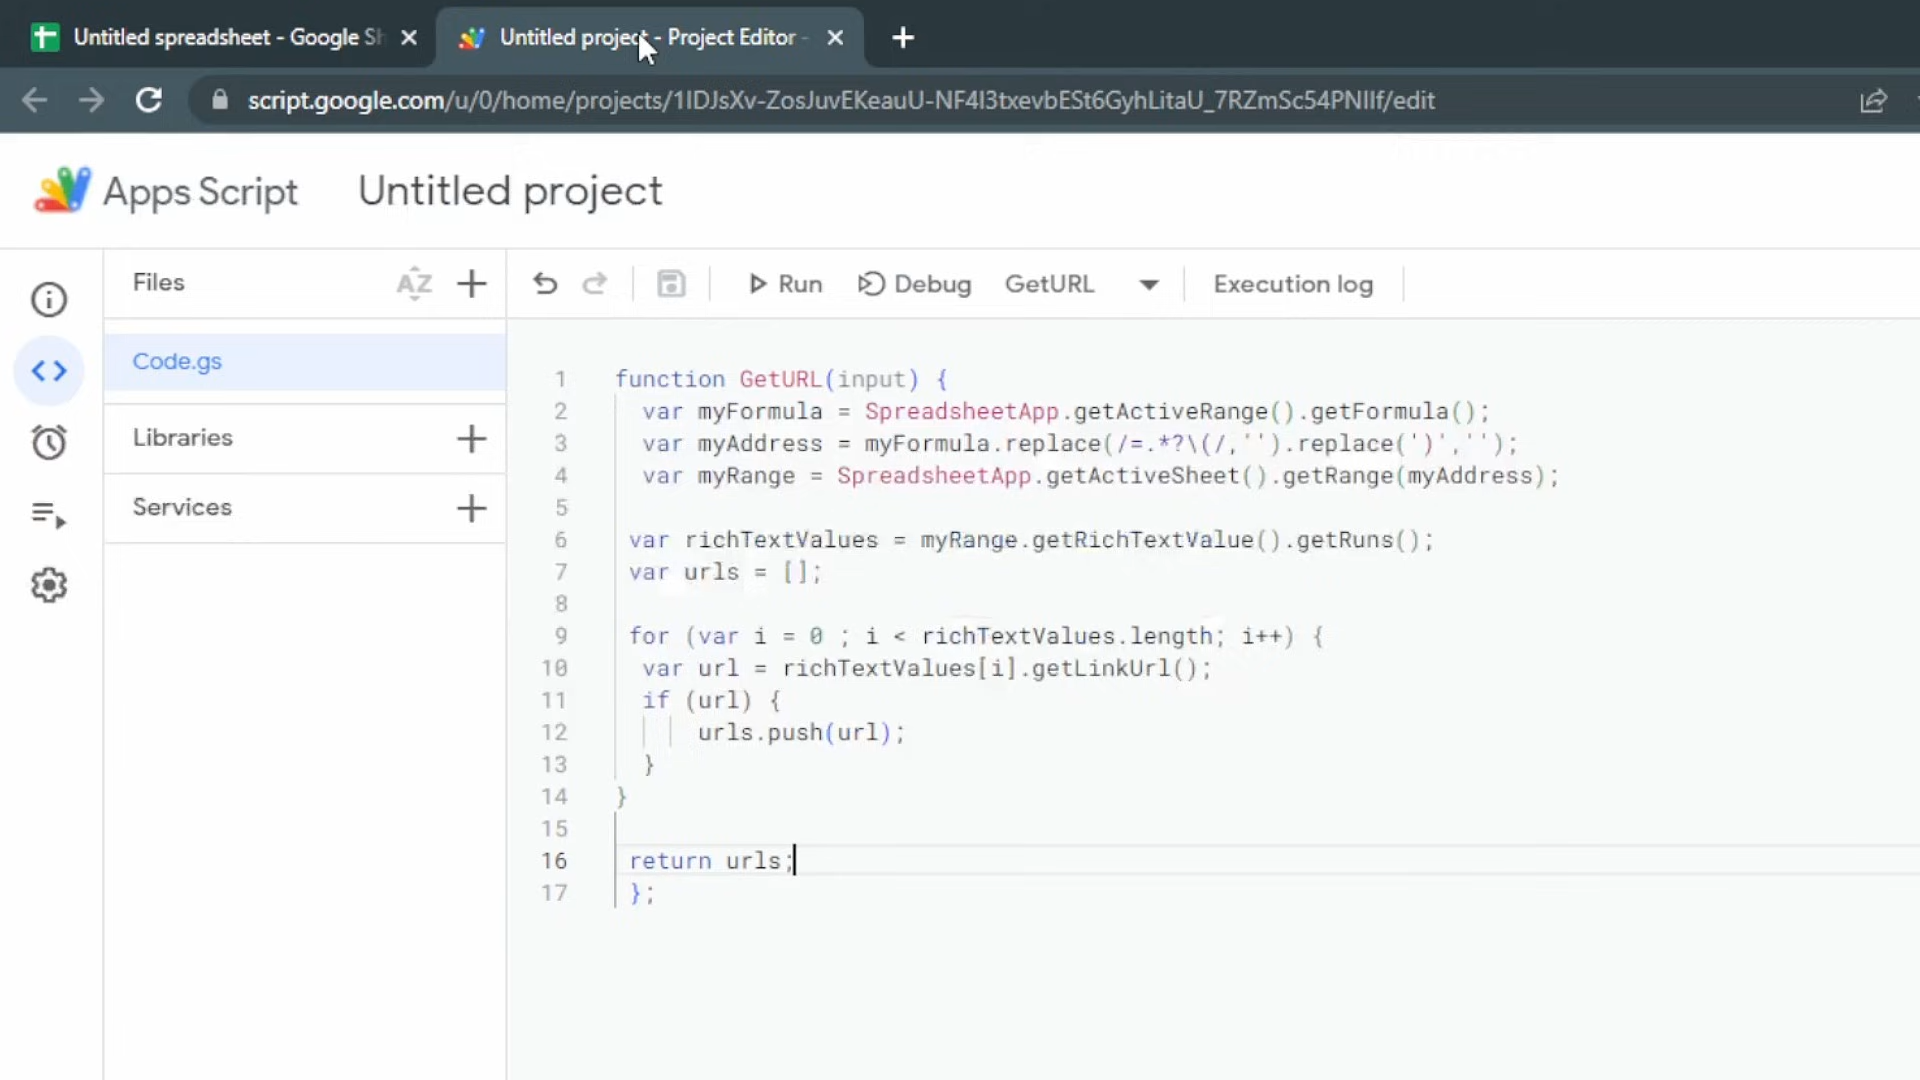 Untitled spreadsheet - Google Sh
Untitled project - Project Editor -
script.google.com/u/0/home/projects/1IDJsXv-ZosJuvEKeauU-NF4I3txevbESt6GyhLitaU_7RZmSc54PNIIf/edit
Apps Script
Untitled project
Files
AZ
Run
Debug
GetURL
Execution log
Code.gs
Libraries
Services
1 function GetURL(input) {
2 var myFormula = SpreadsheetApp.getActiveRange().getFormula();
3 var myAddress = myFormula.replace(/=.*?\(/,'').replace(')','');
4 var myRange = SpreadsheetApp.getActiveSheet().getRange(myAddress);
5
6 var richTextValues = myRange.getRichTextValue().getRuns();
7 var urls = [];
8
9 for (var i = 0 ; i < richTextValues.length; i++) {
10 var url = richTextValues[i].getLinkUrl();
11 if (url) {
12 urls.push(url);
13 }
14 }
15
16 return urls;
17 };